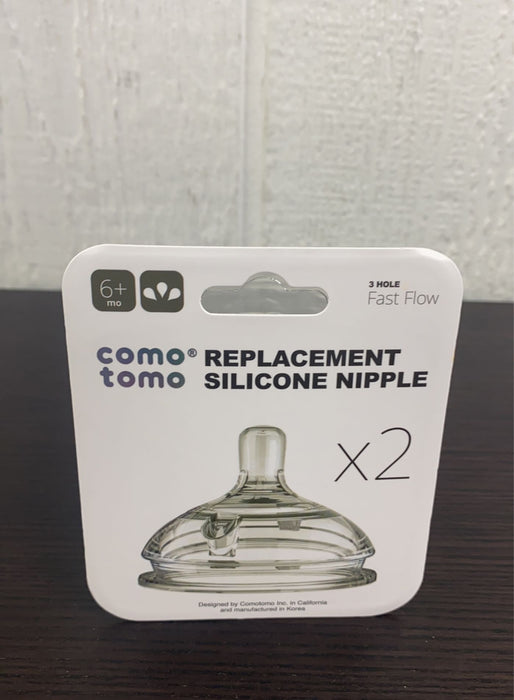 6+
mo
3 HOLE
Fast Flow
como®
tomo
REPLACEMENT
SILICONE NIPPLE
x2
Designed by Comotomo Inc. in California
and manufactured in Korea